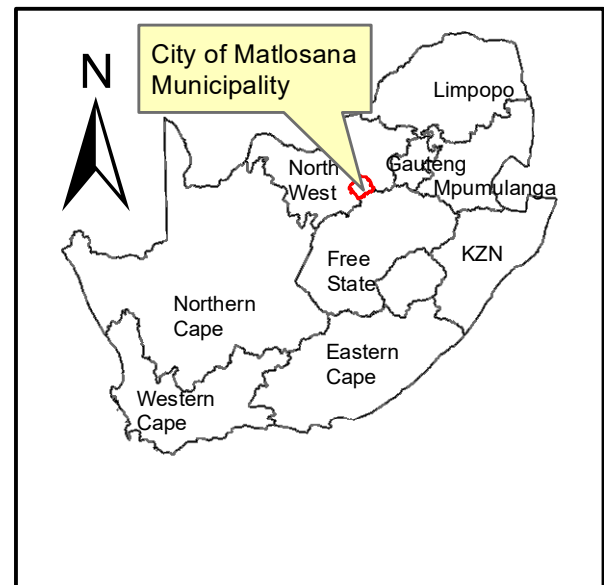 City of Matlosana
Municipality
N
Limpopo
North
West
Gauteng
Mpumulanga
Free
State
KZN
Northern
Cape
Eastern
Cape
Western
Cape